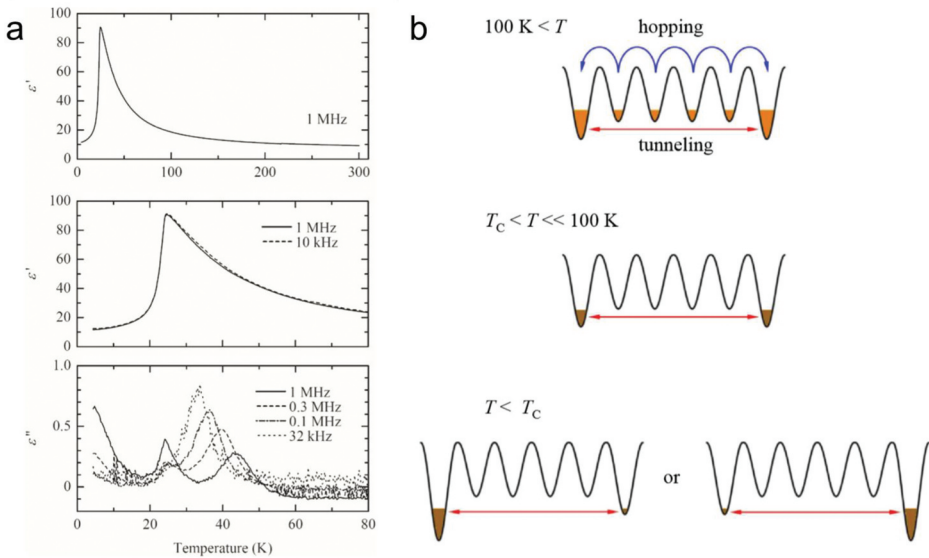 a
100
80
60
40
20
0
ε'
1 MHz
0 100 200 300
100
80
60
40
20
0
ε'
1 MHz
10 kHz
1.0
0.5
0
ε"
1 MHz
0.3 MHz
0.1 MHz
32 kHz
0 20 40 60 80
Temperature (K)
b
100 K < T
hopping
tunneling
T_C < T << 100 K
T < T_C
or